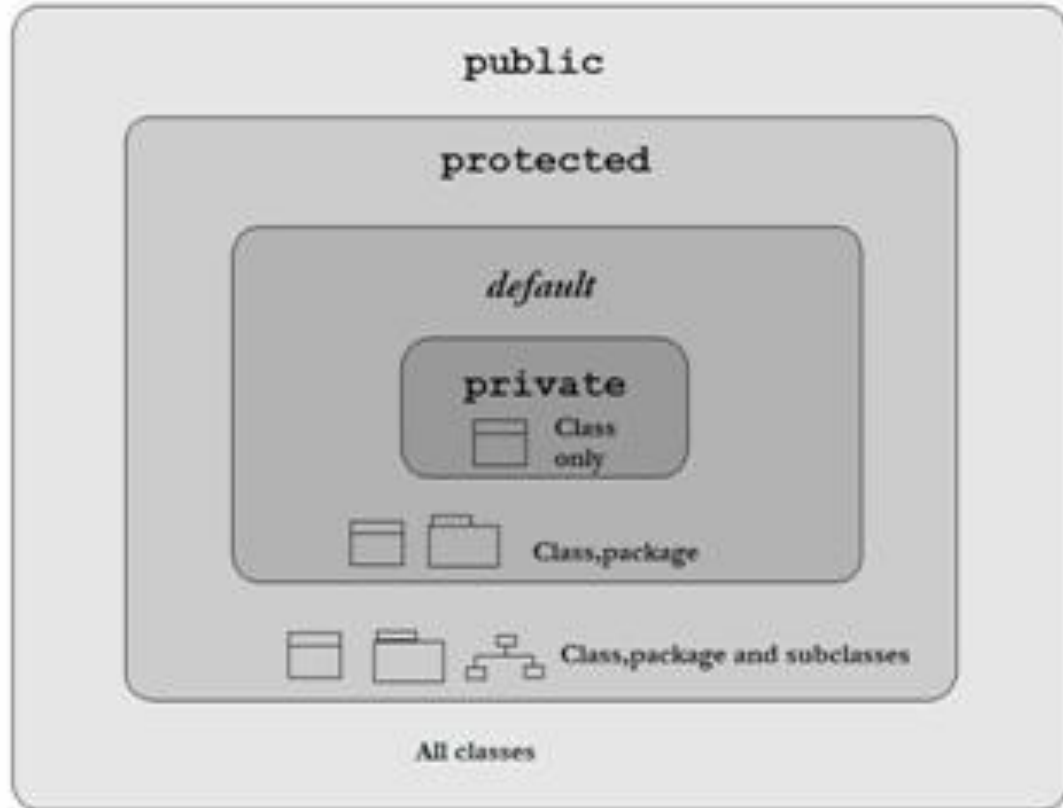 public
protected
default
private
Class
only
Class,package
Class,package and subclasses
All classes